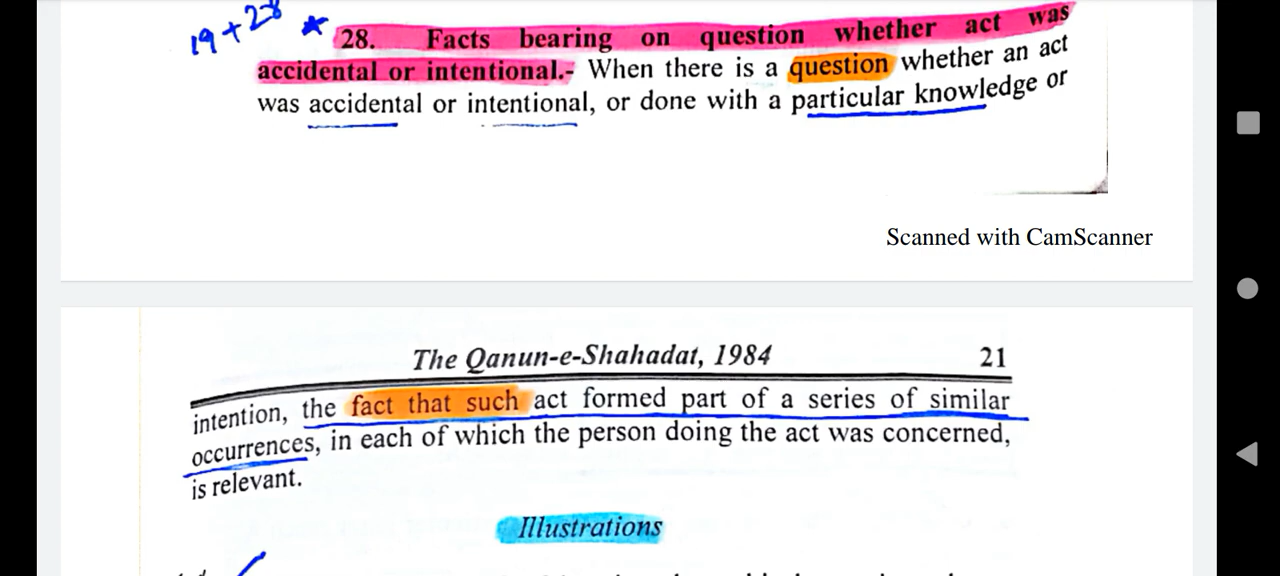 19+28
28. Facts bearing on question whether act was
accidental or intentional.- When there is a question whether an act
was accidental or intentional, or done with a particular knowledge or
Scanned with CamScanner
The Qanun-e-Shahadat, 1984 21
intention, the fact that such act formed part of a series of similar
occurrences, in each of which the person doing the act was concerned,
is relevant.
Illustrations